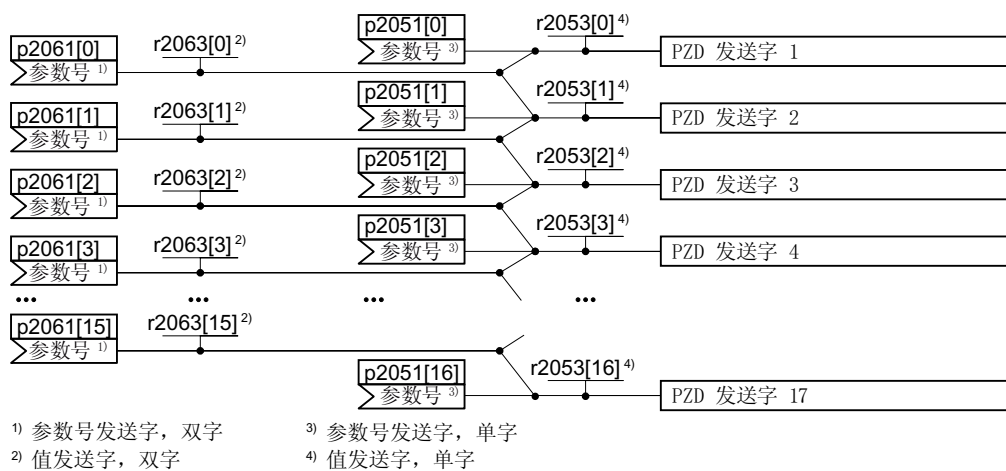 p2051[0] r2053[0] 4)
p2061[0] r2063[0] 2) 参数号 3) PZD 发送字 1
参数号 1)
p2051[1] r2053[1] 4)
p2061[1] r2063[1] 2) 参数号 3) PZD 发送字 2
参数号 1)
p2051[2] r2053[2] 4)
p2061[2] r2063[2] 2) 参数号 3) PZD 发送字 3
参数号 1)
p2051[3] r2053[3] 4)
p2061[3] r2063[3] 2) 参数号 3) PZD 发送字 4
参数号 1)
... ... ... ...
p2061[15] r2063[15] 2)
参数号 1)
p2051[16] r2053[16] 4)
参数号 3) PZD 发送字 17
1) 参数号发送字，双字 3) 参数号发送字，单字
2) 值发送字，双字 4) 值发送字，单字